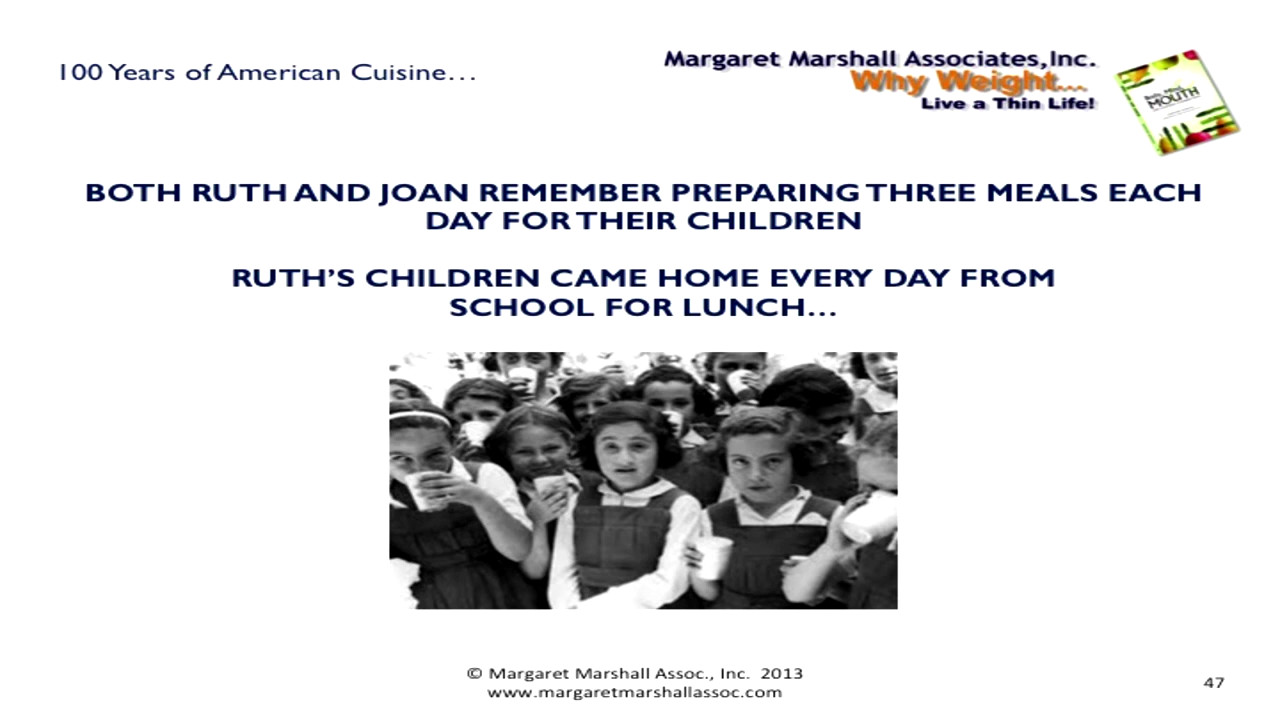 100 Years of American Cuisine…
Margaret Marshall Associates,Inc.
Why Weight....
Live a Thin Life!
MOUTH
BOTH RUTH AND JOAN REMEMBER PREPARING THREE MEALS EACH
DAY FOR THEIR CHILDREN
RUTH'S CHILDREN CAME HOME EVERY DAY FROM
SCHOOL FOR LUNCH…
© Margaret Marshall Assoc., Inc. 2013
www.margaretmarshallassoc.com
47